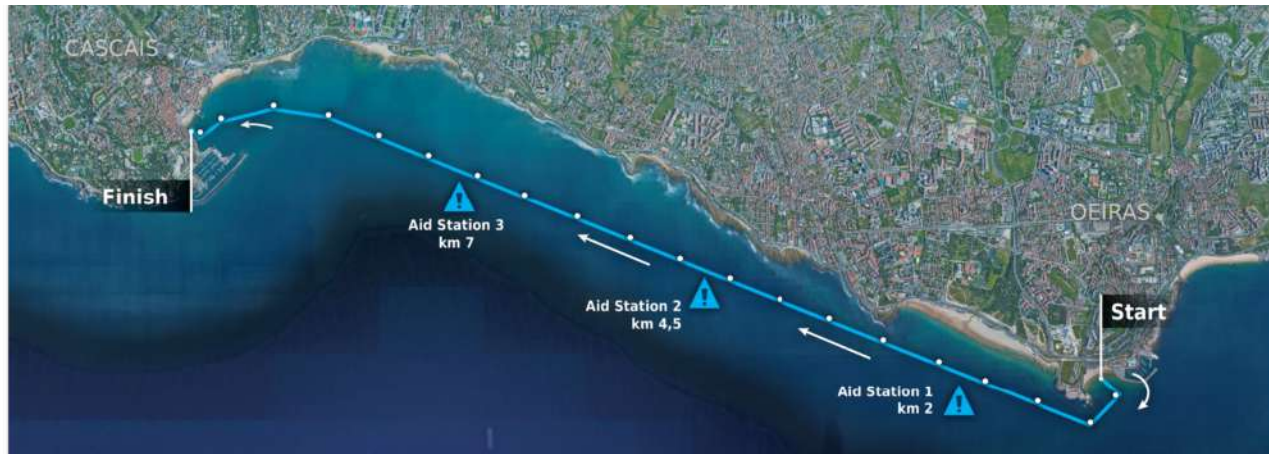 CASCAIS
Finish
Aid Station 3
km 7
OEIRAS
Aid Station 2
km 4,5
Start
Aid Station 1
km 2